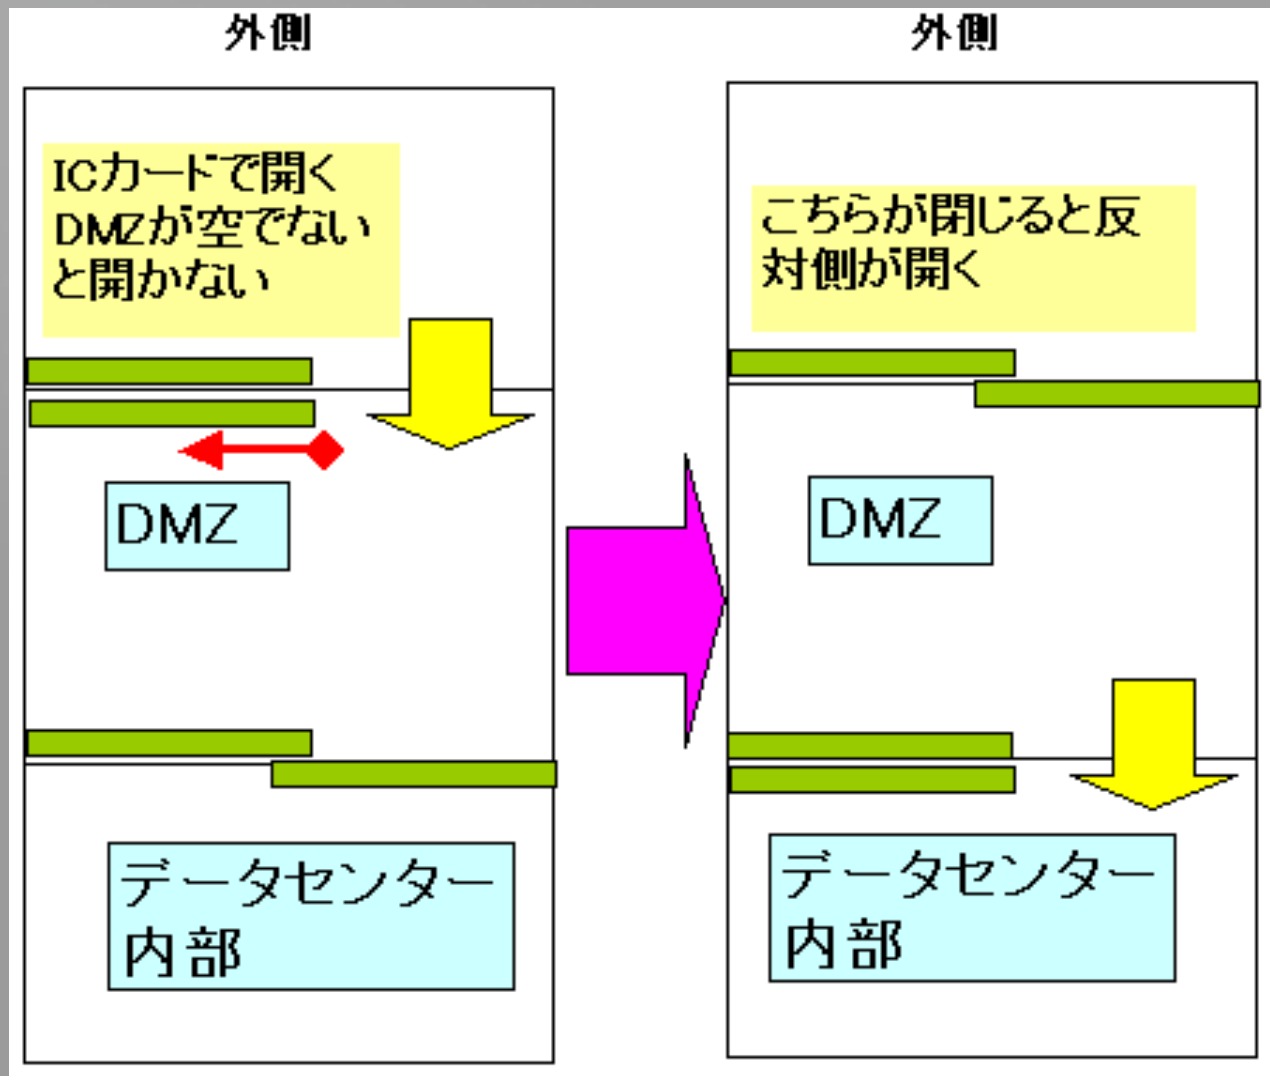 外側
ICカードで開く
DMZが空でない
と開かない
DMZ
データセンター
内部
外側
こちらが閉じると反
対側が開く
DMZ
データセンター
内部